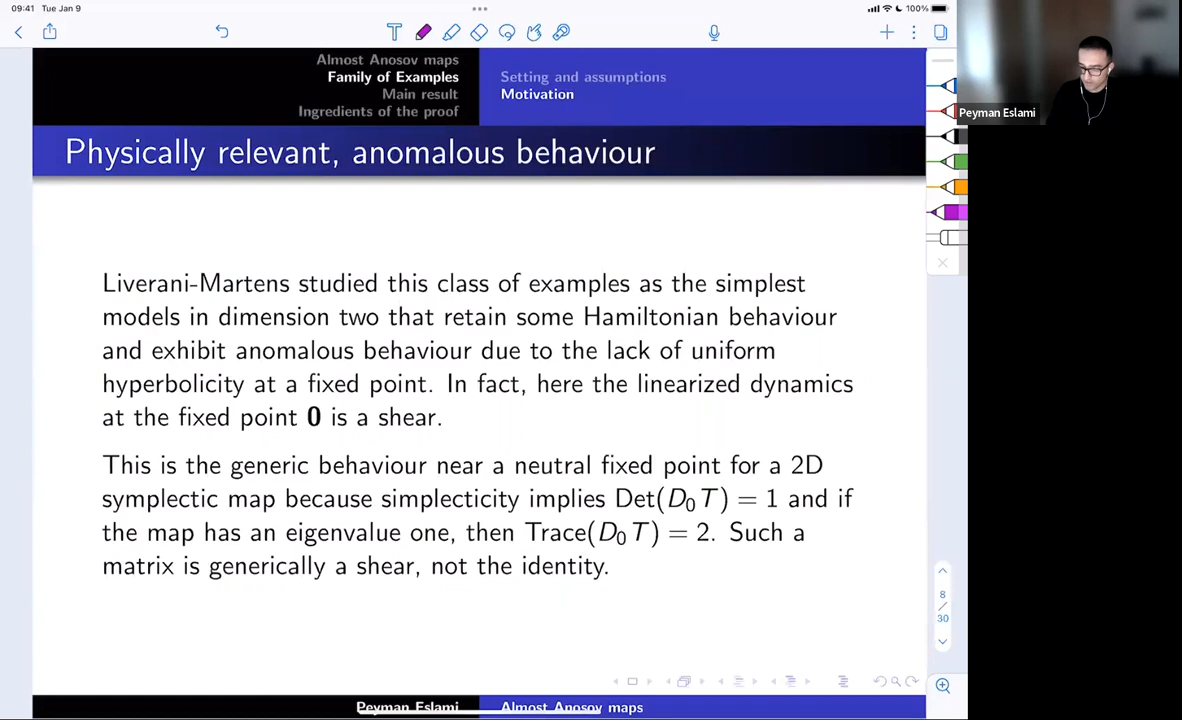 09:41 Tue Jan 9
100%
Almost Anosov maps
Family of Examples
Main result
Ingredients of the proof
Setting and assumptions
Motivation
Physically relevant, anomalous behaviour
Liverani-Martens studied this class of examples as the simplest
models in dimension two that retain some Hamiltonian behaviour
and exhibit anomalous behaviour due to the lack of uniform
hyperbolicity at a fixed point. In fact, here the linearized dynamics
at the fixed point 0 is a shear.
This is the generic behaviour near a neutral fixed point for a 2D
symplectic map because simplecticity implies Det(D₀T) = 1 and if
the map has an eigenvalue one, then Trace(D₀T) = 2. Such a
matrix is generically a shear, not the identity.
8
/
30
Peyman Eslami
Almost Anosov maps
Peyman Eslami